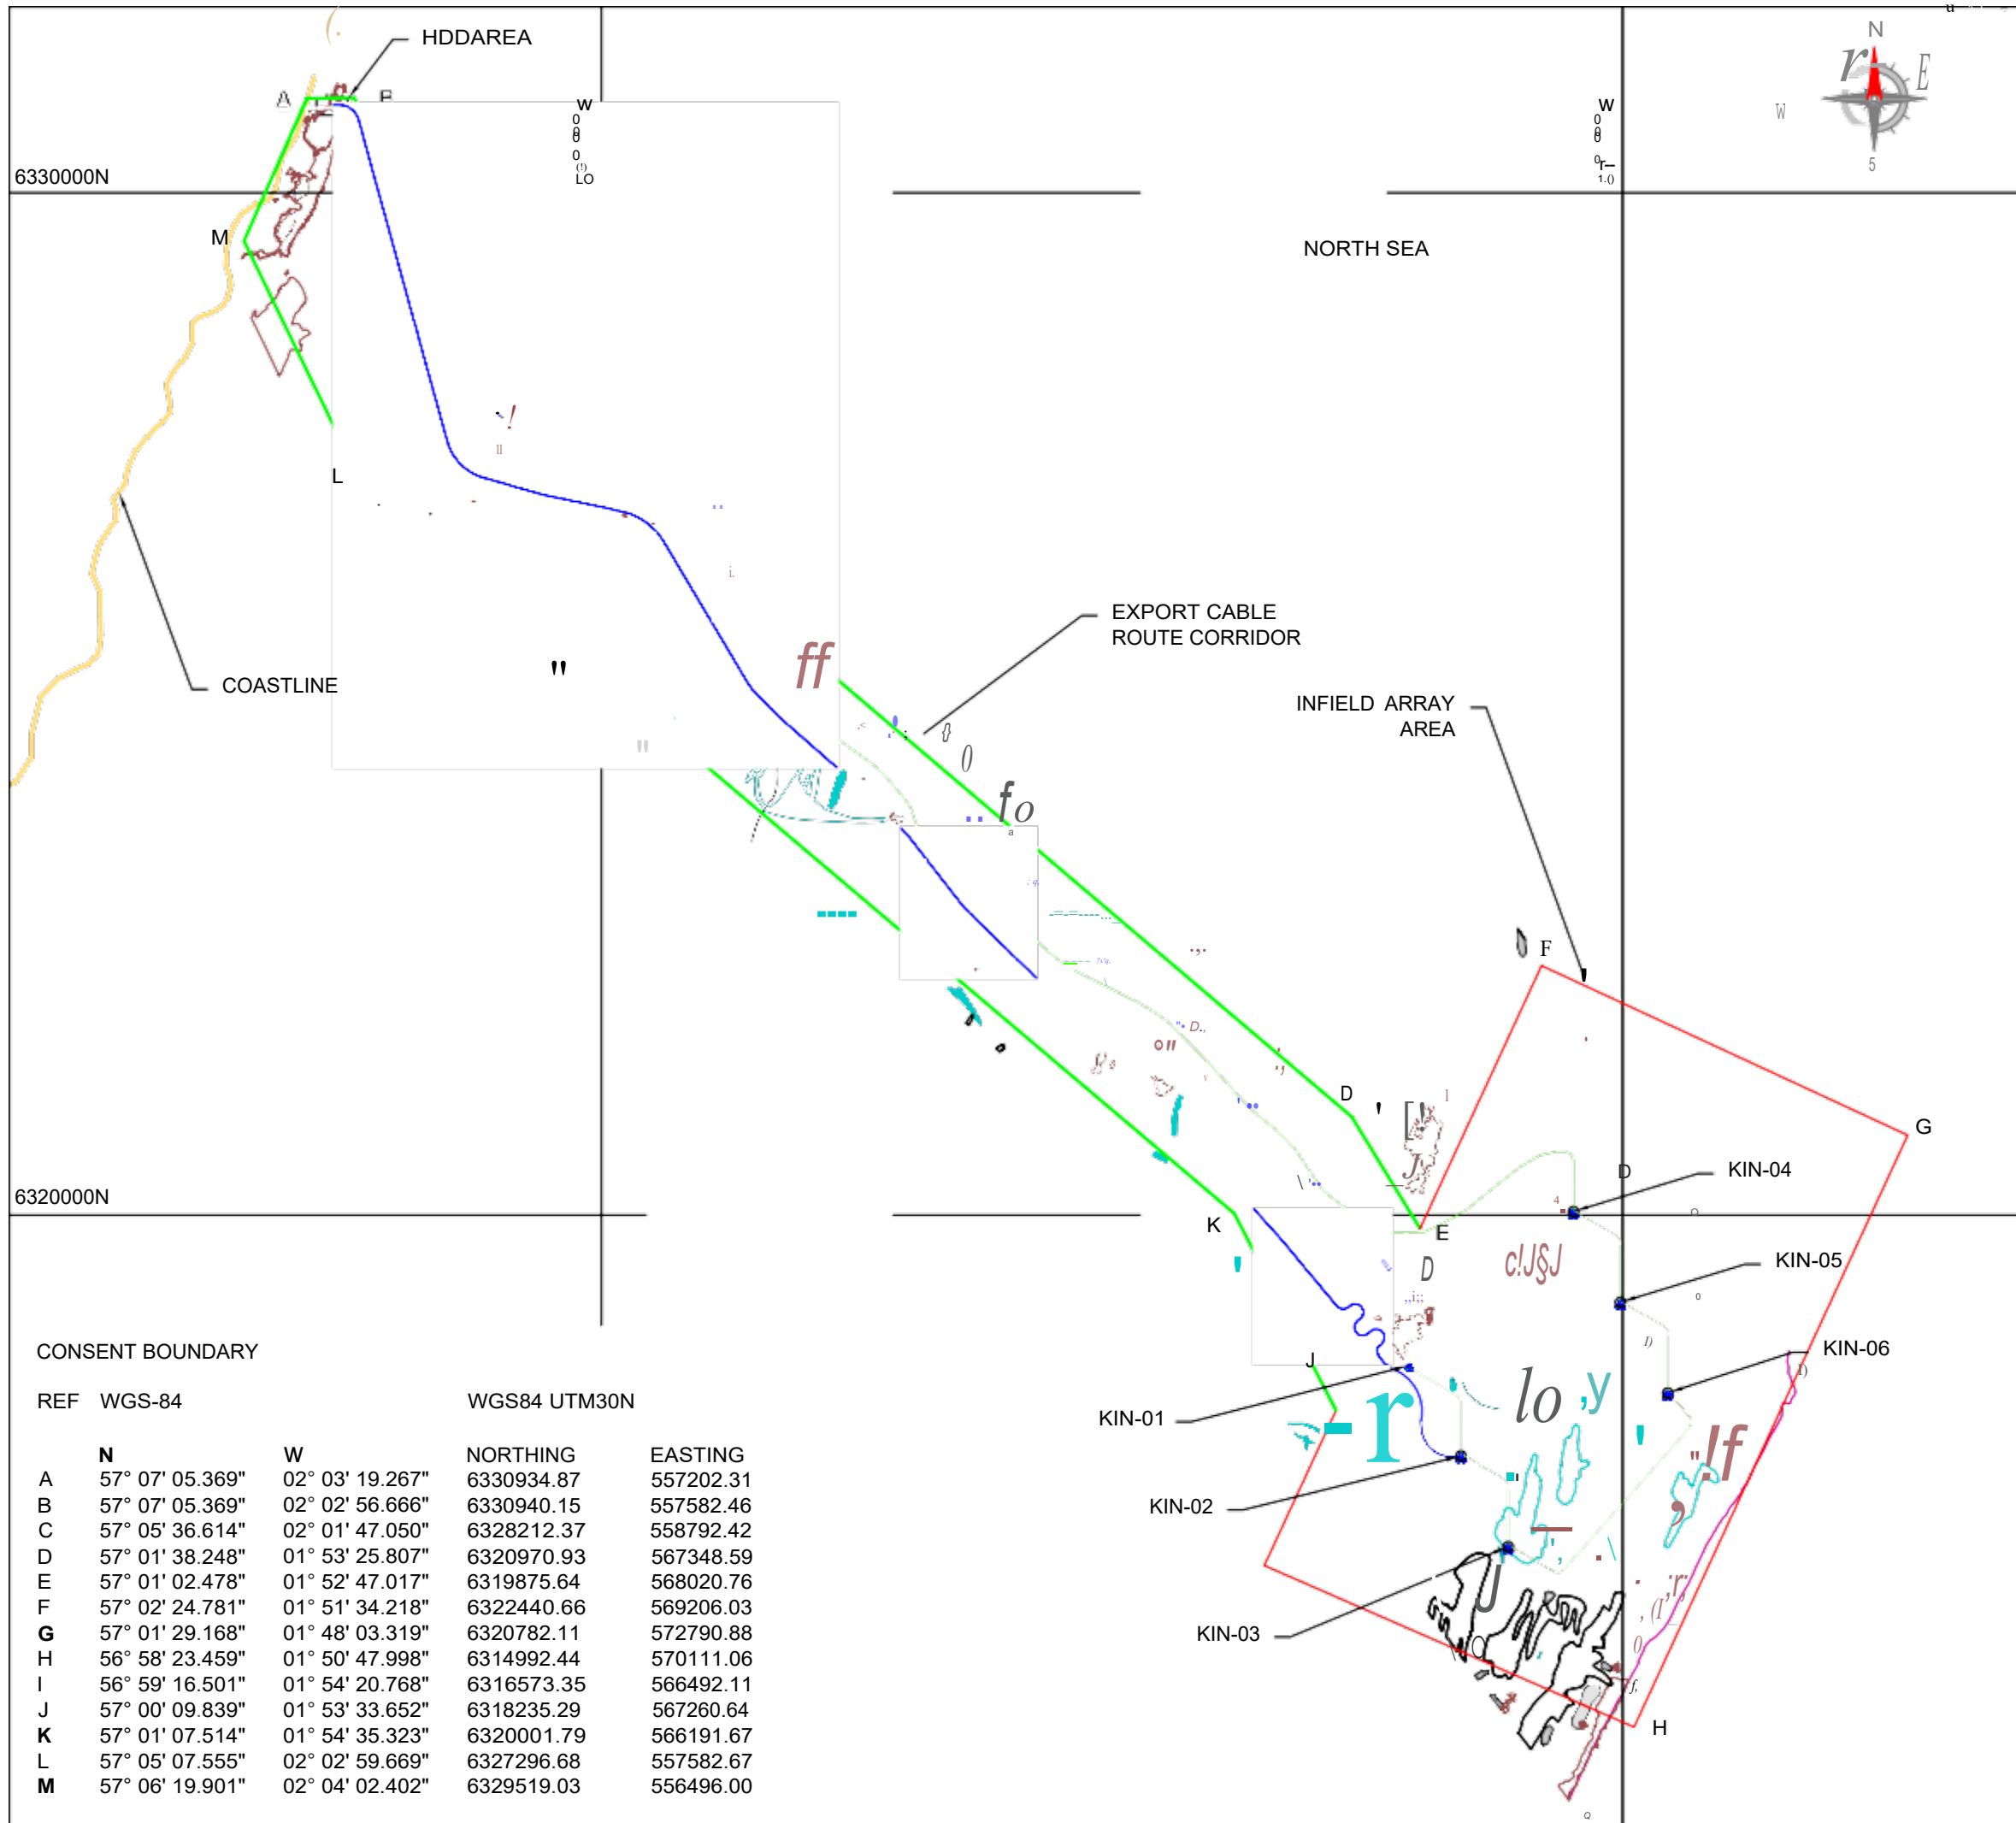 HDDAREA
N
A
B
E
W
6330000N
5
M
NORTH SEA
L
EXPORT CABLE
ROUTE CORRIDOR
COASTLINE
INFIELD ARRAY
AREA
F
D
G
6320000N
KIN-04
K
E
KIN-05
KIN-06
J
KIN-01
KIN-02
KIN-03
H
CONSENT BOUNDARY
REF WGS-84 WGS84 UTM30N
N W NORTHING EASTING
A 57° 07' 05.369" 02° 03' 19.267" 6330934.87 557202.31
B 57° 07' 05.369" 02° 02' 56.666" 6330940.15 557582.46
C 57° 05' 36.614" 02° 01' 47.050" 6328212.37 558792.42
D 57° 01' 38.248" 01° 53' 25.807" 6320970.93 567348.59
E 57° 01' 02.478" 01° 52' 47.017" 6319875.64 568020.76
F 57° 02' 24.781" 01° 51' 34.218" 6322440.66 569206.03
G 57° 01' 29.168" 01° 48' 03.319" 6320782.11 572790.88
H 56° 58' 23.459" 01° 50' 47.998" 6314992.44 570111.06
I 56° 59' 16.501" 01° 54' 20.768" 6316573.35 566492.11
J 57° 00' 09.839" 01° 53' 33.652" 6318235.29 567260.64
K 57° 01' 07.514" 01° 54' 35.323" 6320001.79 566191.67
L 57° 05' 07.555" 02° 02' 59.669" 6327296.68 557582.67
M 57° 06' 19.901" 02° 04' 02.402" 6329519.03 556496.00